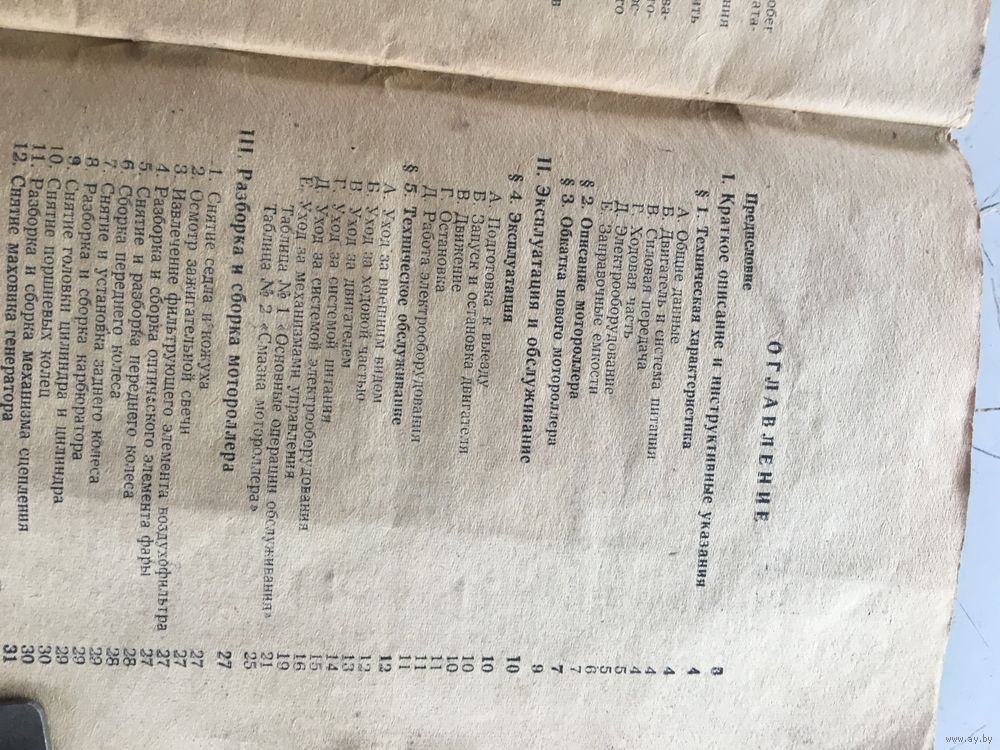 ОГЛАВЛЕНИЕ
Предисловие 3
I. Краткое описание и инструктивные указания 4
§ 1. Техническая характеристика 4
А Общие данные 4
Б Двигатель и система питания 4
В. Силовая передача 5
Г. Ходовая часть 5
Д Электрооборудование 6
Е. Заправочные емкости 7
§ 2. Описание мотороллера 7
§ 3. Обкатка нового мотороллера 9
II. Эксплуатация и обслуживание 10
§ 4. Эксплуатация 10
А Подготовка к выезду 10
Б Запуск и остановка двигателя 10
В Движение 11
Г. Остановка 11
Д. Работа электрооборудования 11
§ 5. Техническое обслуживание 12
А. Уход за внешним видом 12
Б Уход за ходовой частью 13
В Уход за двигателем 14
Г. Уход за системой питания 15
Д Уход за системой электрооборудования 16
Е. Уход за механизмами управления 19
Таблица № 1 «Основные операции обслуживания» 21
Таблица № 2 «Смазка мотороллера» 25
III. Разборка и сборка мотороллера 27
1. Снятие седла и кожуха 27
2. Осмотр зажигательной свечи 27
3. Извлечение фильтрующего элемента воздухофильтра 27
4. Разборка и сборка оптического элемента фары 27
5. Снятие и разборка переднего колеса 28
6. Сборка переднего колеса 28
7. Снятие и установка заднего колеса 29
8. Разборка и сборка карбюратора 29
9. Снятие головки цилиндра и цилиндра 29
10. Снятие поршневых колец 30
11. Разборка и сборка механизма сцепления 30
12. Снятие маховика генератора 31
www.ay.by